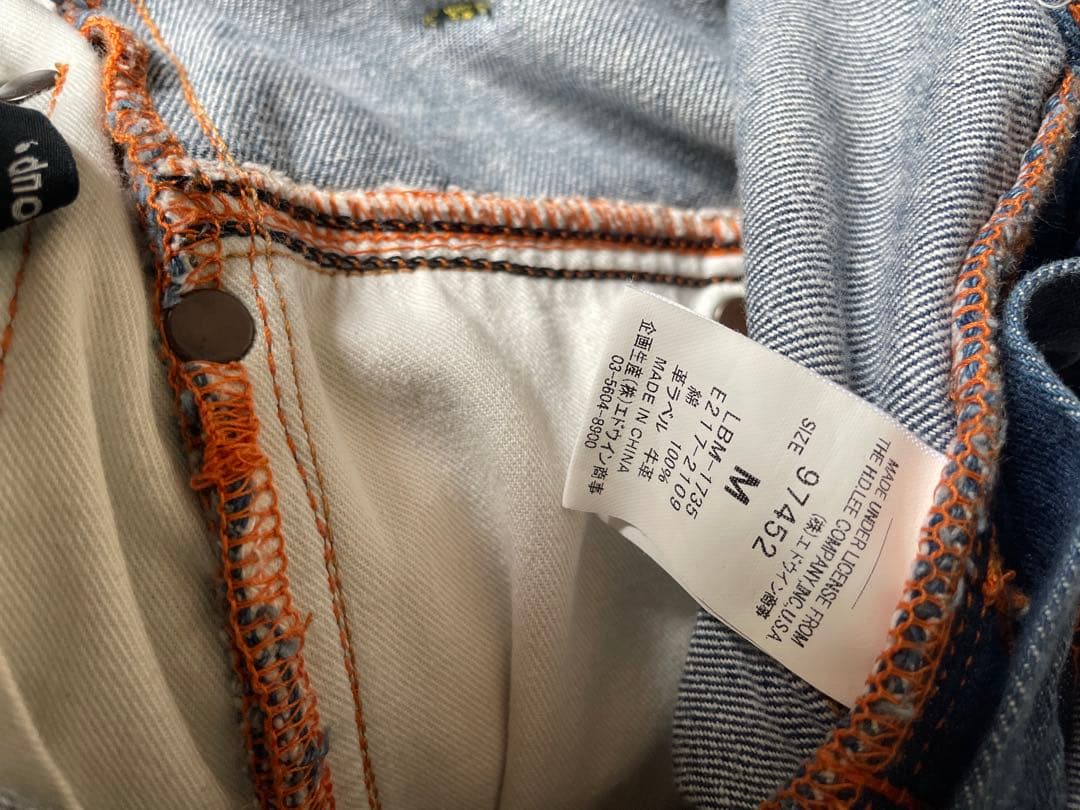 OUP,
MADE UNDER LICENSE FROM
THE H.D.LEE COMPANY,INC.,U.S.A
(株)エドウイン商事
97452
SIZE M
LBM-1735
E217-2109
綿 100%
革ラベル 牛革
MADE IN CHINA
企画生産(株)エドウイン商事
03-5604-8900